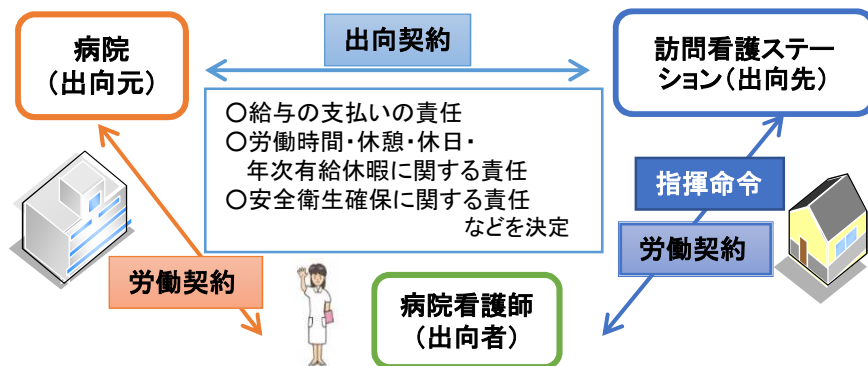 病院
（出向元）
出向契約
訪問看護ステー
ション（出向先）
○給与の支払いの責任
○労働時間・休憩・休日・
年次有給休暇に関する責任
○安全衛生確保に関する責任
などを決定
指揮命令
労働契約
労働契約
病院看護師
（出向者）